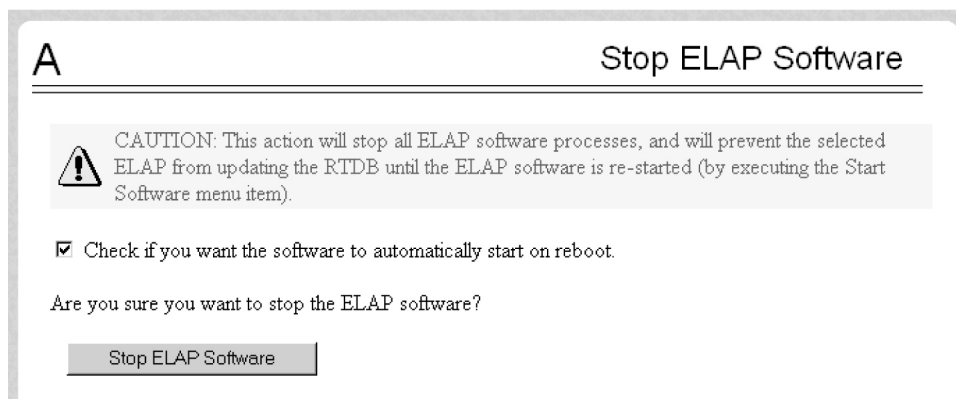 A
Stop ELAP Software
CAUTION: This action will stop all ELAP software processes, and will prevent the selected
ELAP from updating the RTDB until the ELAP software is re-started (by executing the Start
Software menu item).
Check if you want the software to automatically start on reboot.
Are you sure you want to stop the ELAP software?
Stop ELAP Software